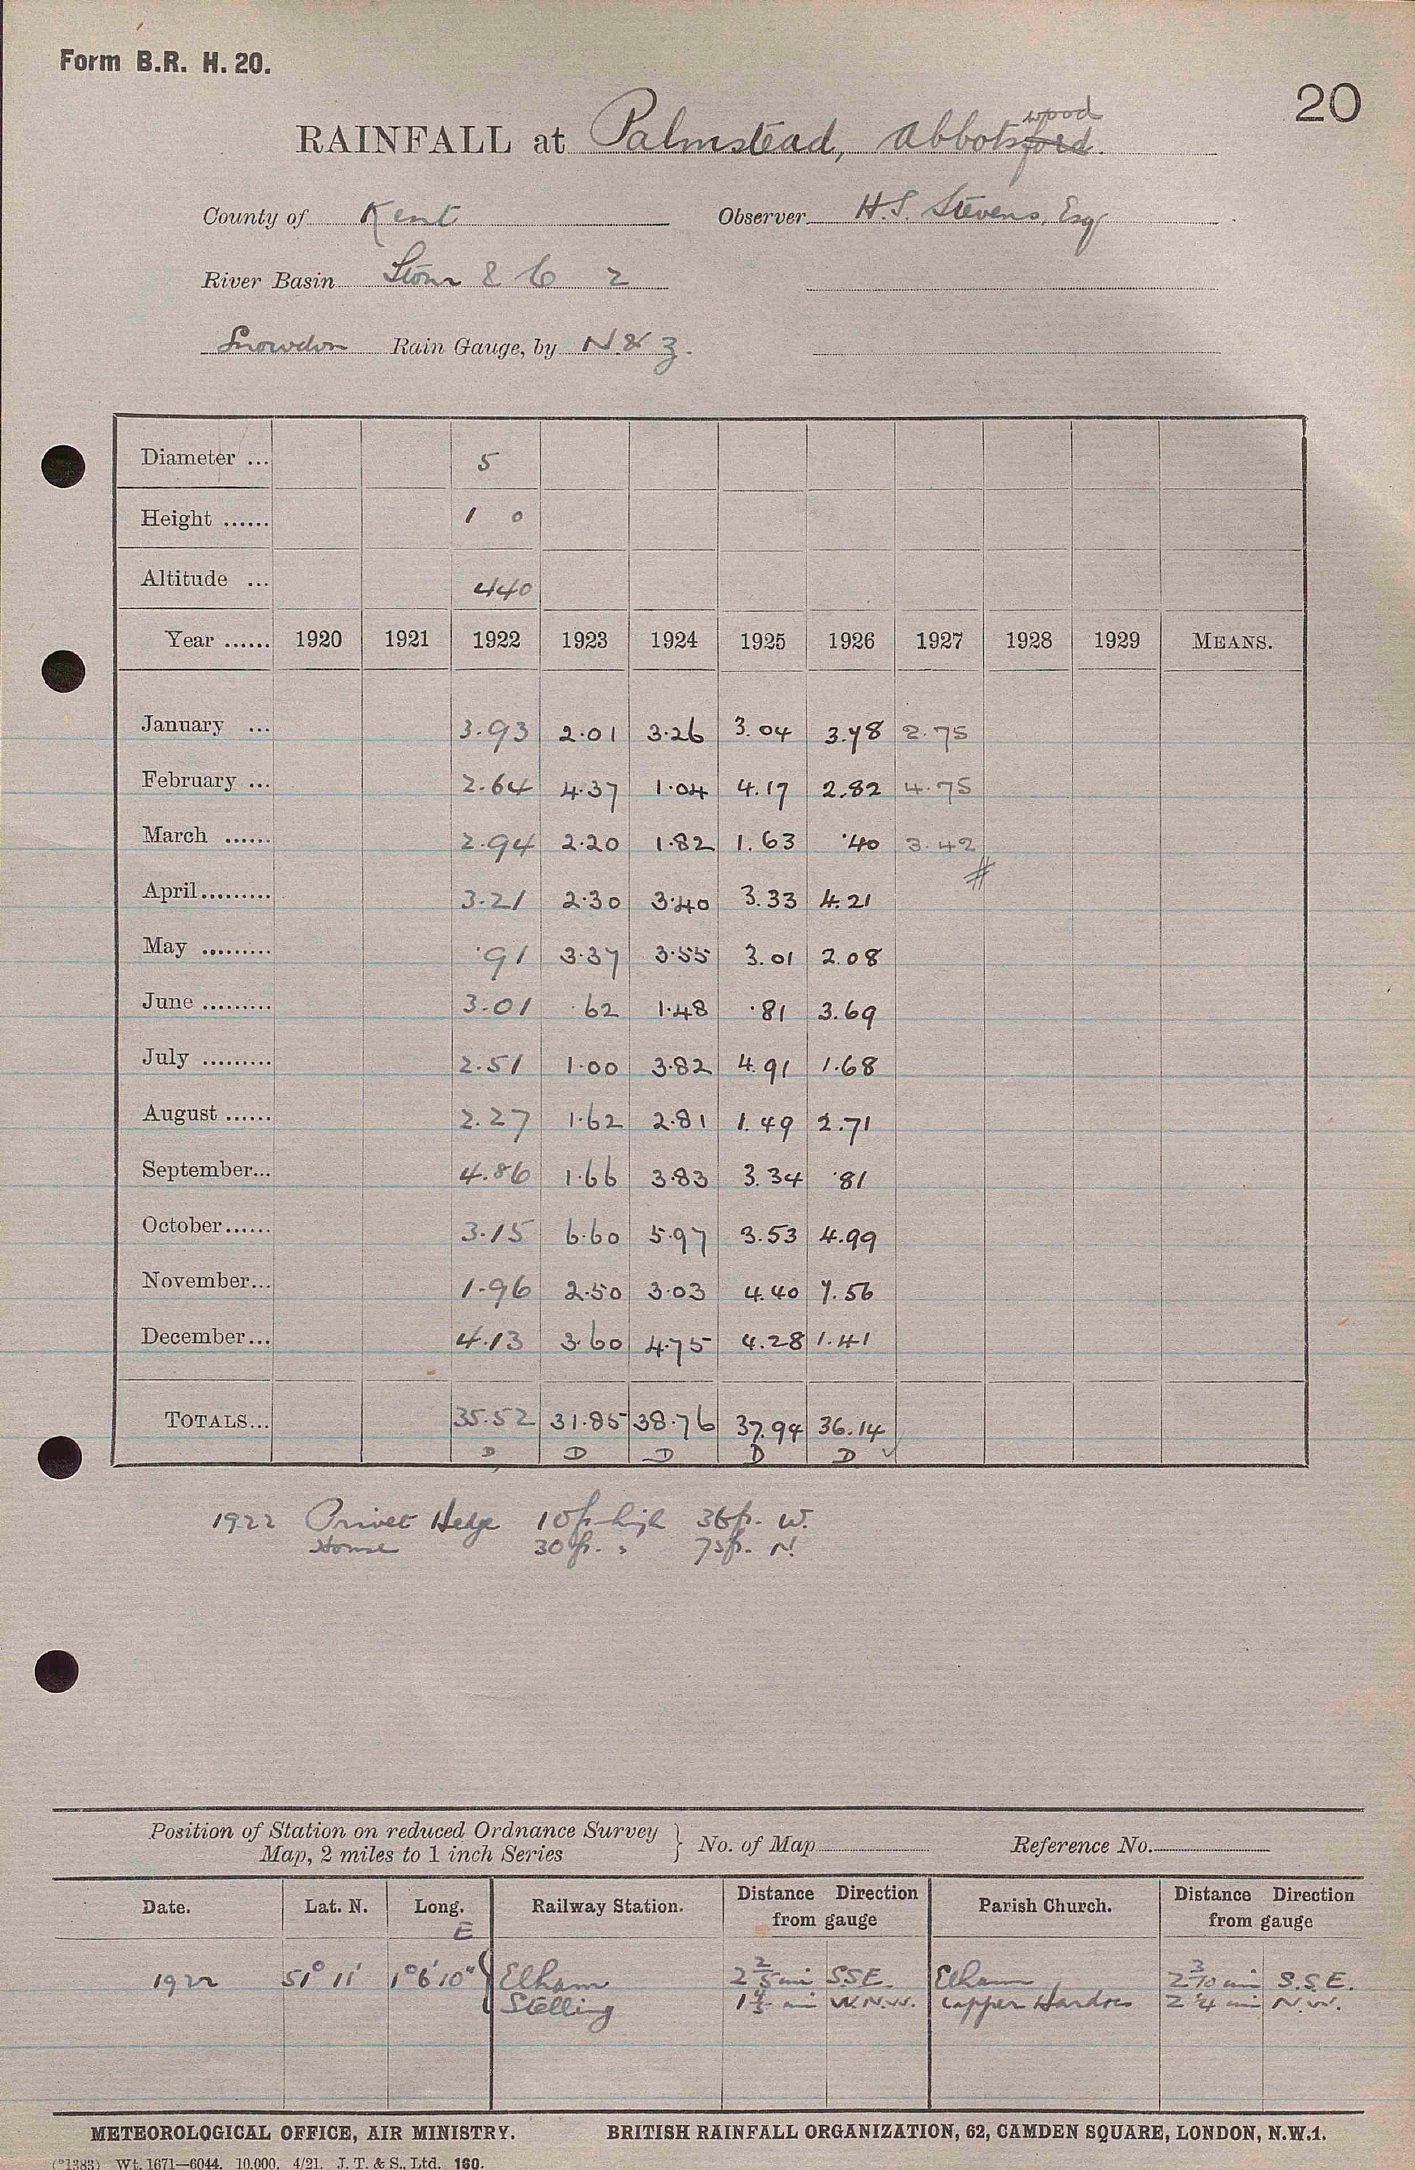 Form B.R. H. 20.
20
RAINFALL at Palmstead, Abbotsford wood
County of Kent Observer H.S. Stevens, Esq
River Basin Stour & C 2
Snowdon Rain Gauge, by N. & Z.
Diameter ... 5
Height ...... 1 0
Altitude ... 440
Year ...... 1920 1921 1922 1923 1924 1925 1926 1927 1928 1929 MEANS.
January ... 3.93 2.01 3.26 3.04 3.78 2.75
February ... 2.64 4.37 1.04 4.17 2.82 4.75
March ...... 2.94 2.20 1.82 1.63 .40 3.42
April......... 3.21 2.30 3.40 3.33 4.21
May ......... .91 3.37 3.55 3.01 2.08
June ......... 3.01 .62 1.48 .81 3.69
July ......... 2.51 1.00 3.82 4.91 1.68
August ...... 2.27 1.62 2.81 1.49 2.71
September... 4.86 1.66 3.83 3.34 .81
October...... 3.15 6.60 5.97 3.53 4.99
November... 1.96 2.50 3.03 4.40 7.56
December... 4.13 3.60 4.75 4.28 1.41
TOTALS... 35.52 31.85 38.76 37.94 36.14
D D D D D ✓
1922 Privet Hedge 10 ft. high 36 ft. W.
House 30 ft. " 75 ft. N.
Position of Station on reduced Ordnance Survey Map, 2 miles to 1 inch Series } No. of Map Reference No.
Date. Lat. N. Long. E Railway Station. Distance Direction from gauge Parish Church. Distance Direction from gauge
1922 51° 11' 1° 6' 10" { Elham 2 2/5 mi S.S.E. Elham 2 3/10 mi S.S.E.
Stelling 1 4/5 mi W.N.W. Upper Hardres 2 1/4 mi N.W.
METEOROLOGICAL OFFICE, AIR MINISTRY. BRITISH RAINFALL ORGANIZATION, 62, CAMDEN SQUARE, LONDON, N.W.1.
(*1383) Wt. 1671—6044. 10,000. 4/21. J. T. & S., Ltd. 160.